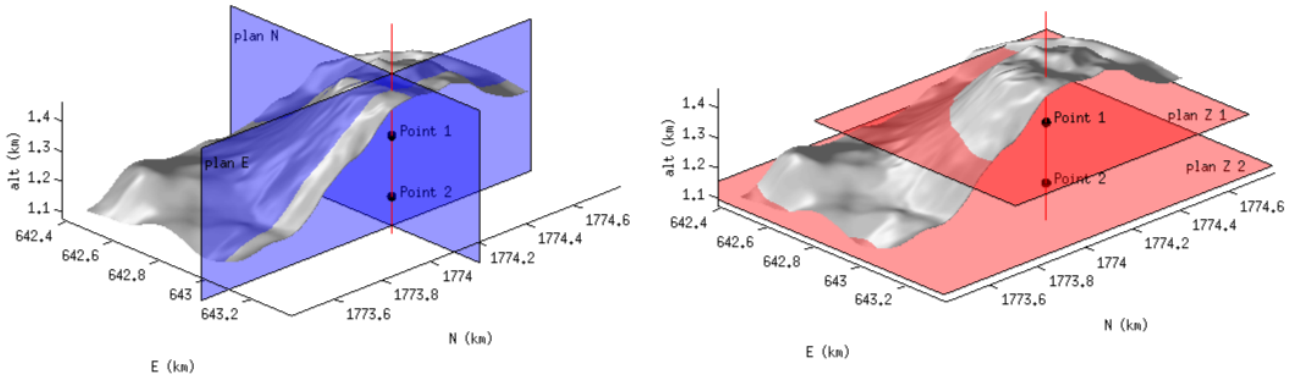 plan N
plan E
Point 1
Point 2
1.4
1.3
1.2
1.1
alt (km)
642.4
642.6
642.8
643
643.2
E (km)
1773.6
1773.8
1774
1774.2
1774.4
1774.6
N (km)
plan Z 1
plan Z 2
Point 1
Point 2
1.4
1.3
1.2
1.1
alt (km)
642.4
642.6
642.8
643
643.2
E (km)
1773.6
1773.8
1774
1774.2
1774.4
1774.6
N (km)